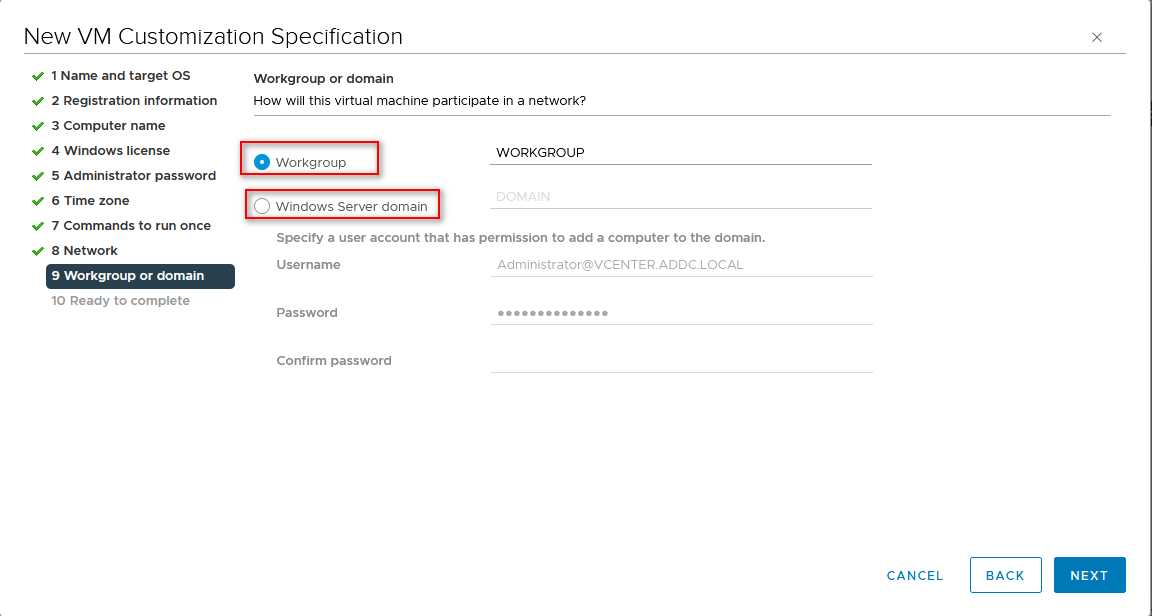 New VM Customization Specification
1 Name and target OS
2 Registration information
3 Computer name
4 Windows license
5 Administrator password
6 Time zone
7 Commands to run once
8 Network
9 Workgroup or domain
10 Ready to complete
Workgroup or domain
How will this virtual machine participate in a network?
Workgroup
WORKGROUP
Windows Server domain
DOMAIN
Specify a user account that has permission to add a computer to the domain.
Username
Administrator@VCENTER.ADDC.LOCAL
Password
••••••••••••••
Confirm password
CANCEL
BACK
NEXT